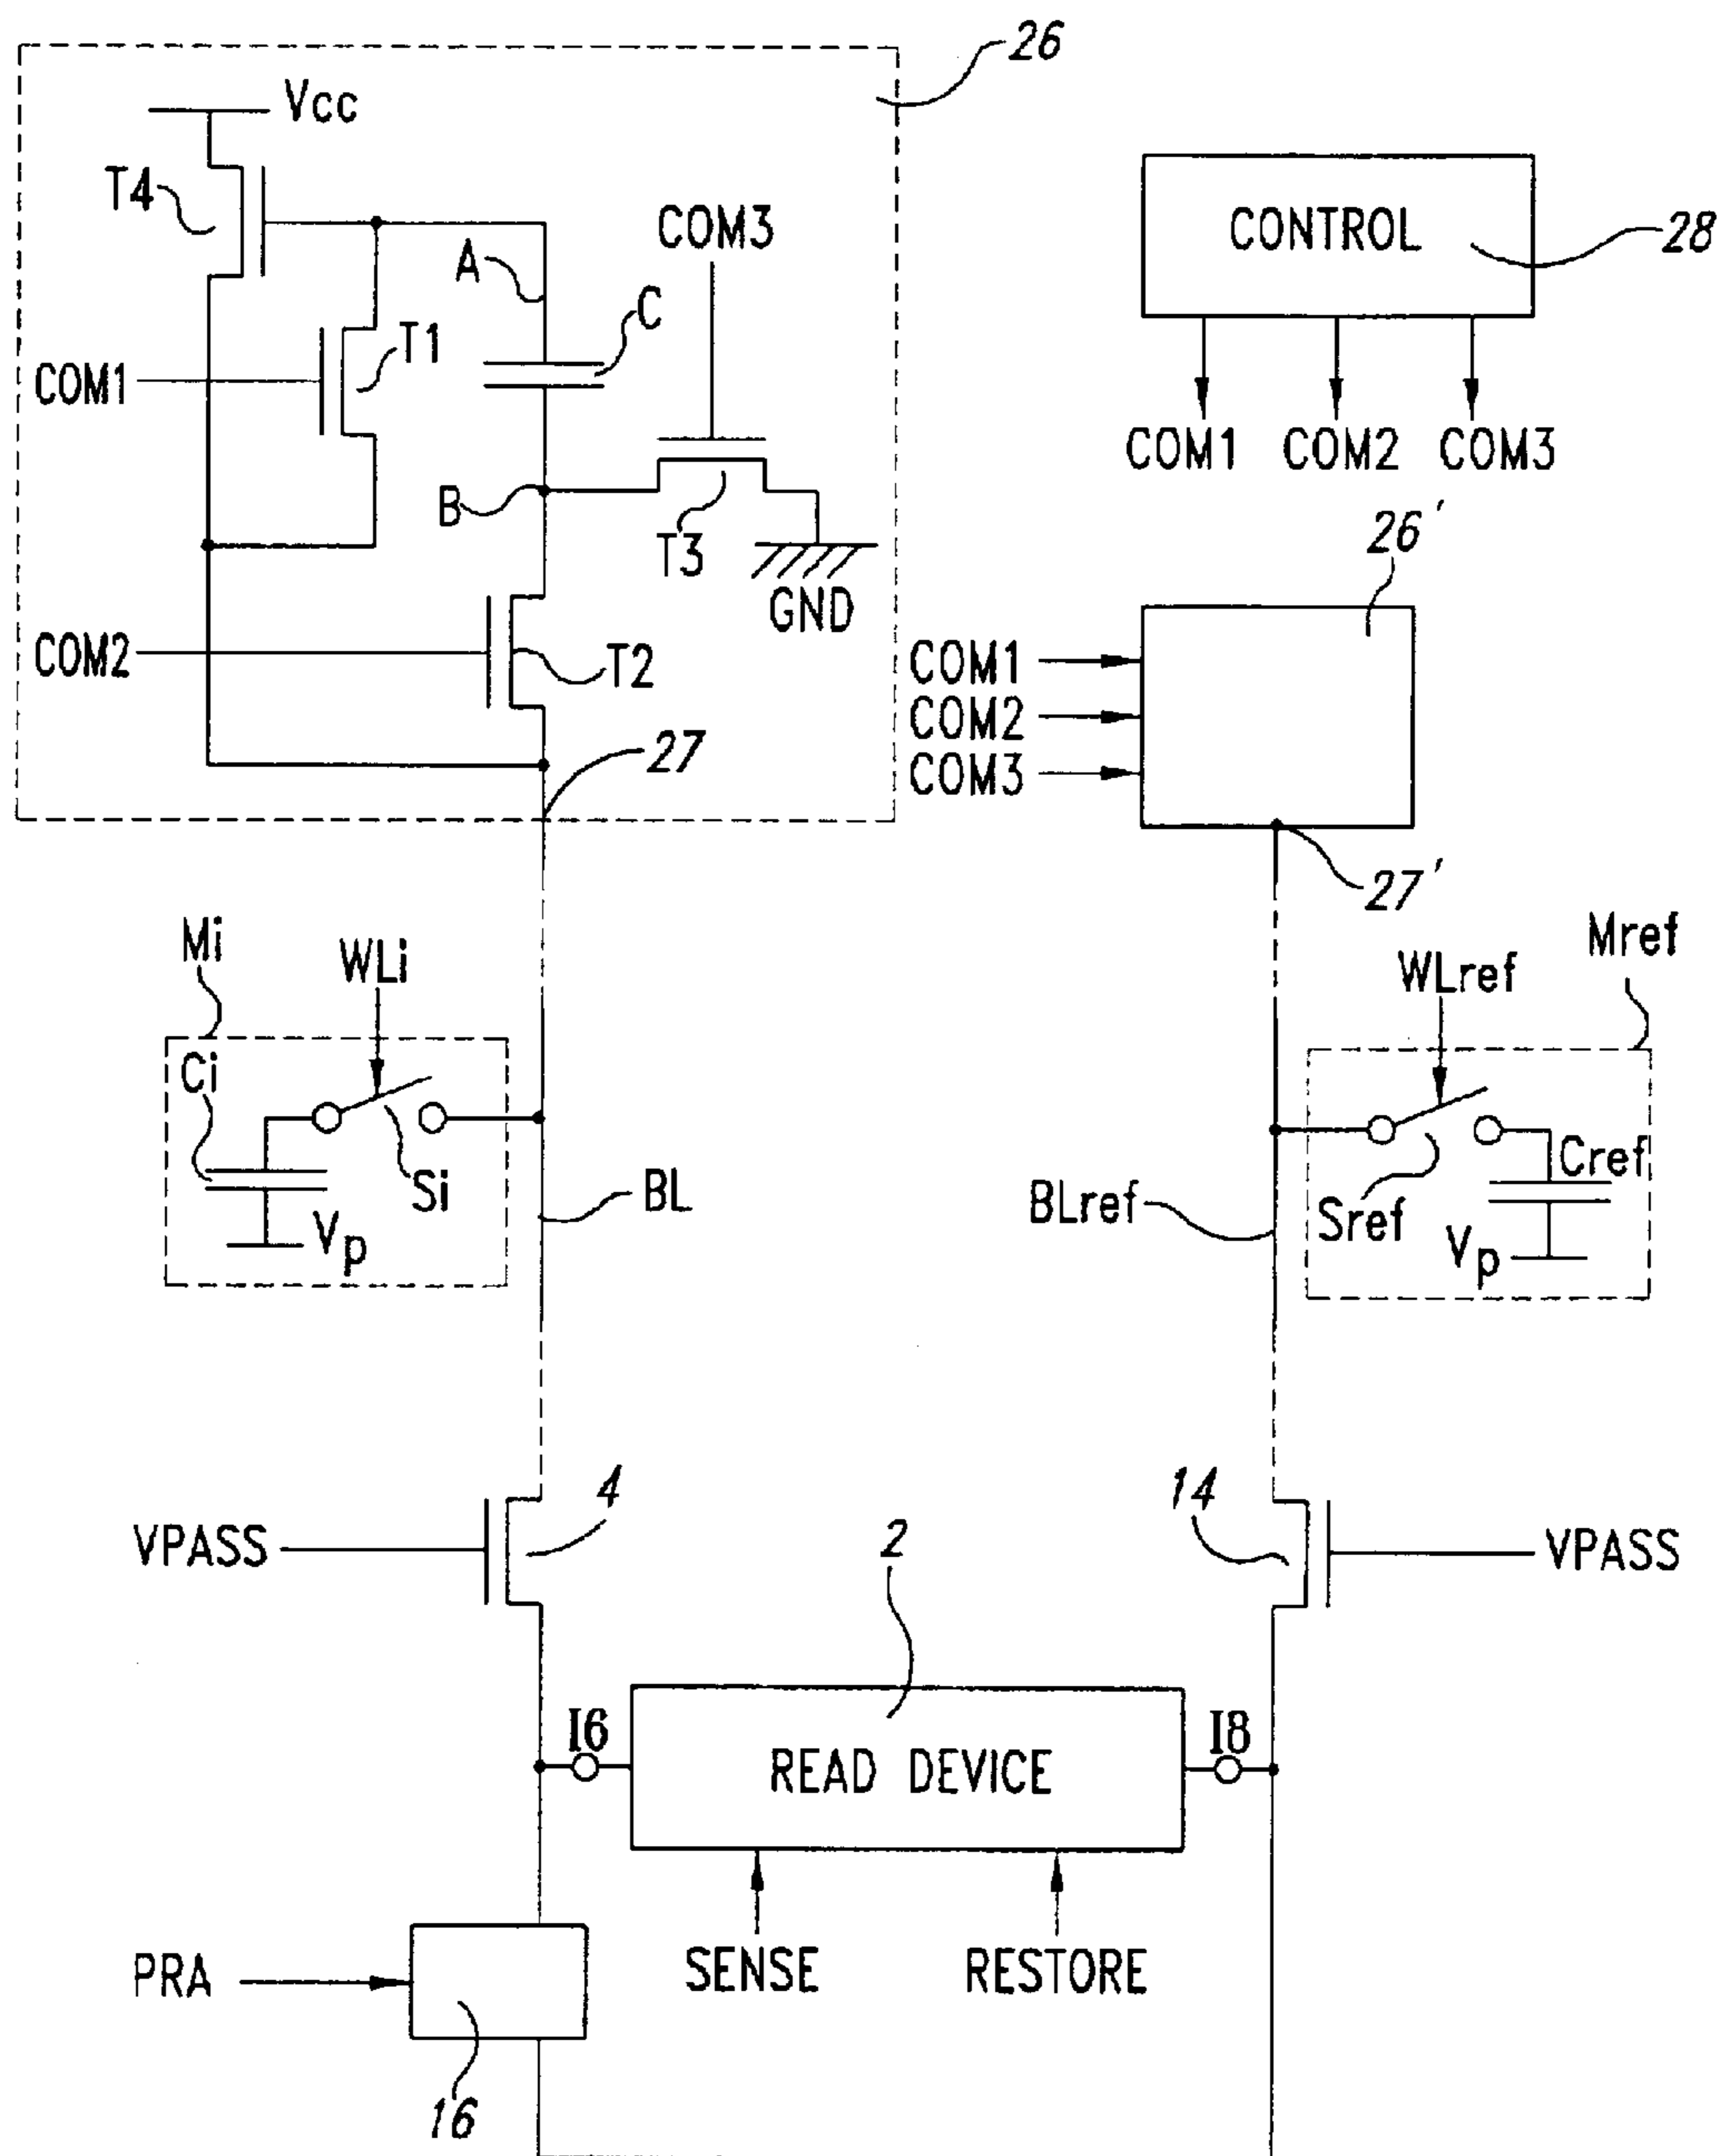 26
Vcc
T4
COM3
CONTROL
28
A
C
T1
COM1
COM1 COM2 COM3
B
T3
26'
GND
COM2
T2
COM1
COM2
27
COM3
27'
Mi
WLi
Mref
WLref
Ci
Si
Cref
BL
BLref
Sref
Vp
Vp
4
14
VPASS
2
VPASS
I6
I8
READ DEVICE
PRA
SENSE
RESTORE
16